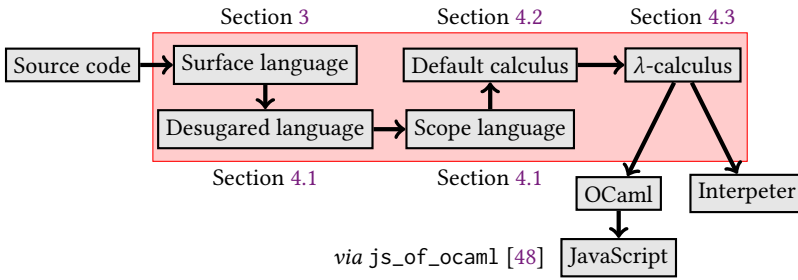 Section 3
Section 4.2
Section 4.3
Source code
Surface language
Default calculus
λ-calculus
Desugared language
Scope language
Section 4.1
Section 4.1
OCaml
Interpeter
via js_of_ocaml [48]
JavaScript